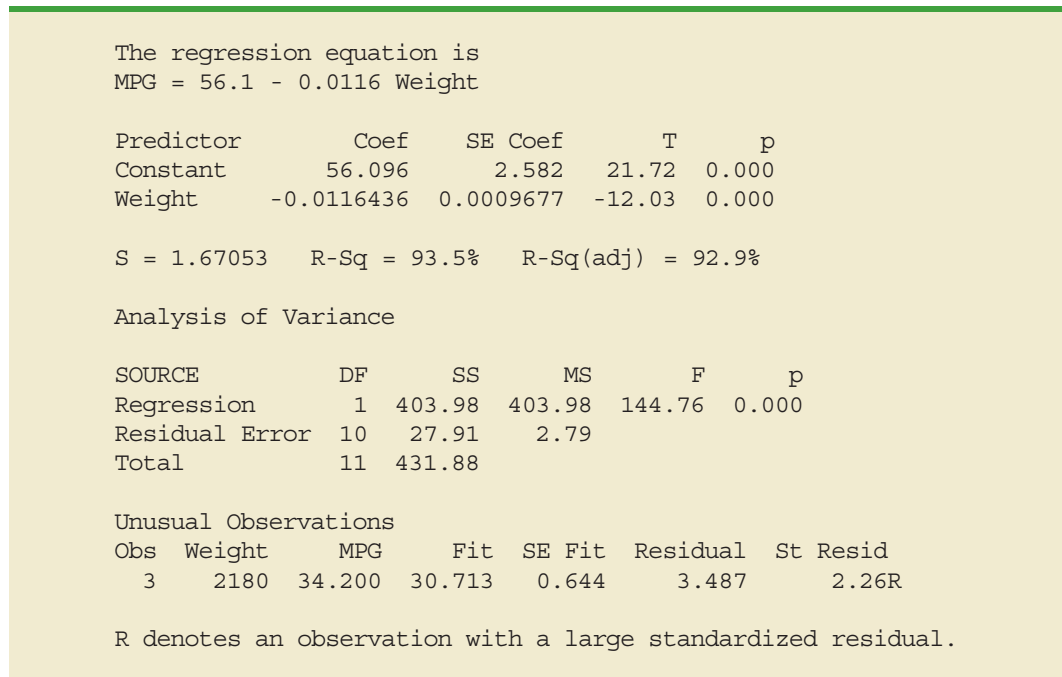 The regression equation is
MPG = 56.1 - 0.0116 Weight
Predictor Coef SE Coef T p
Constant 56.096 2.582 21.72 0.000
Weight -0.0116436 0.0009677 -12.03 0.000
S = 1.67053 R-Sq = 93.5% R-Sq(adj) = 92.9%
Analysis of Variance
SOURCE DF SS MS F p
Regression 1 403.98 403.98 144.76 0.000
Residual Error 10 27.91 2.79
Total 11 431.88
Unusual Observations
Obs Weight MPG Fit SE Fit Residual St Resid
3 2180 34.200 30.713 0.644 3.487 2.26R
R denotes an observation with a large standardized residual.